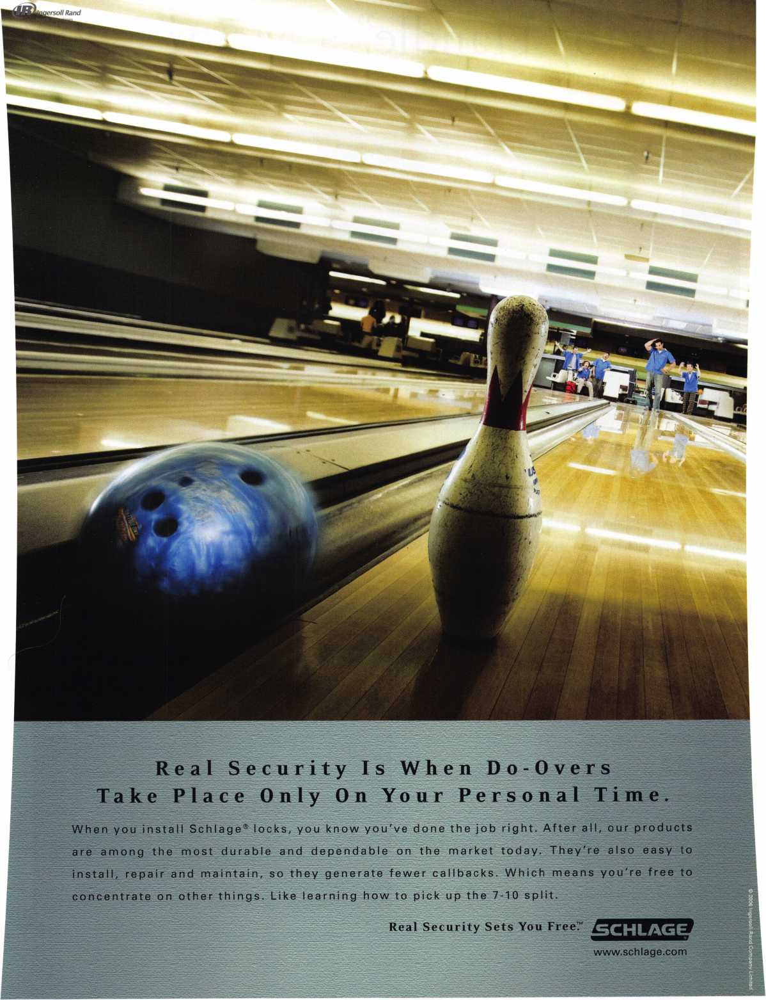 IR Ingersoll Rand
US
Real Security Is When Do-Overs
Take Place Only On Your Personal Time.
When you install Schlage® locks, you know you've done the job right. After all, our products
are among the most durable and dependable on the market today. They're also easy to
install, repair and maintain, so they generate fewer callbacks. Which means you're free to
concentrate on other things. Like learning how to pick up the 7-10 split.
Real Security Sets You Free.™
SCHLAGE®
www.schlage.com
© 2006 Ingersoll Rand Company Limited